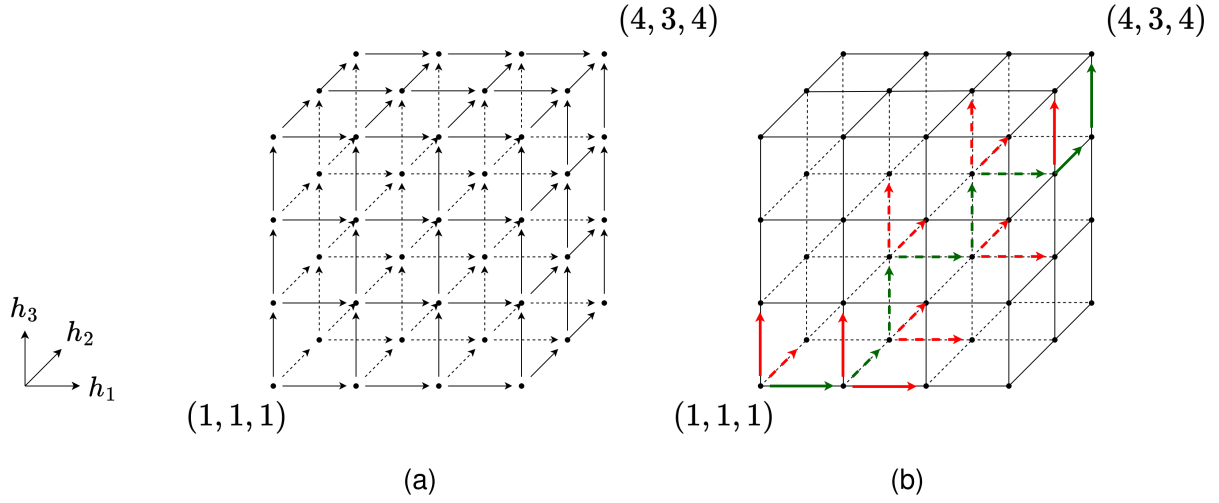 (4, 3, 4)
(4, 3, 4)
h₃
h₂
h₁
(1, 1, 1)
(1, 1, 1)
(a)
(b)